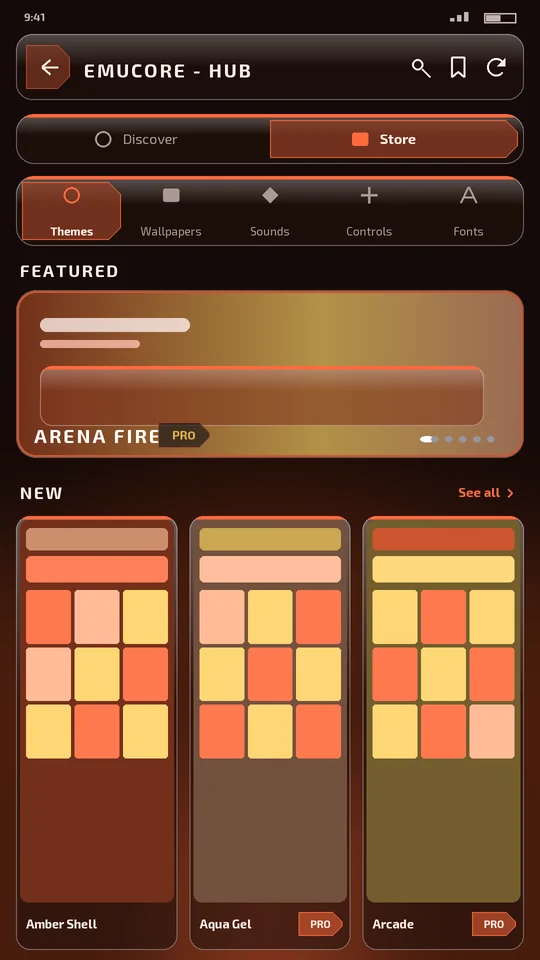 9:41
EMUCORE - HUB
Discover
Store
Themes
Wallpapers
Sounds
Controls
Fonts
FEATURED
ARENA FIRE
PRO
NEW
See all
Amber Shell
Aqua Gel
PRO
Arcade
PRO